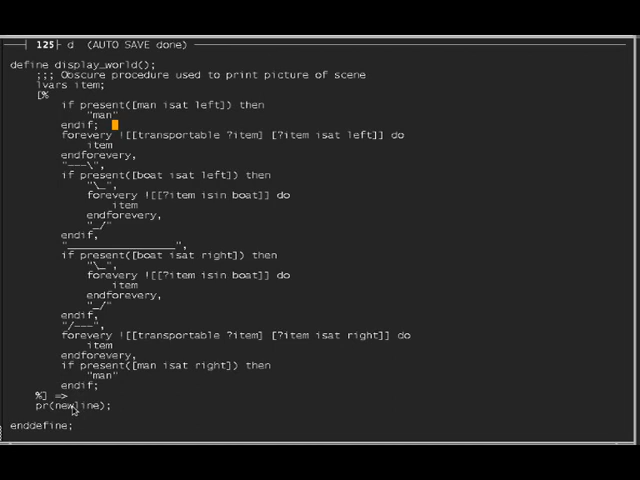 125 d (AUTO SAVE done)
define display_world();
;;; Obscure procedure used to print picture of scene
lvars item;
[%
if present([man isat left]) then
"man"
endif;
forevery ![[transportable ?item] [?item isat left]] do
item
endforevery,
"---\",
if present([boat isat left]) then
"\_",
forevery ![[?item isin boat]] do
item
endforevery,
"_/"
endif,
"_________________",
if present([boat isat right]) then
"\_",
forevery ![[?item isin boat]] do
item
endforevery,
"_/"
endif,
"/---",
forevery ![[transportable ?item] [?item isat right]] do
item
endforevery,
if present([man isat right]) then
"man"
endif;
%] =>
pr(newline);
enddefine;